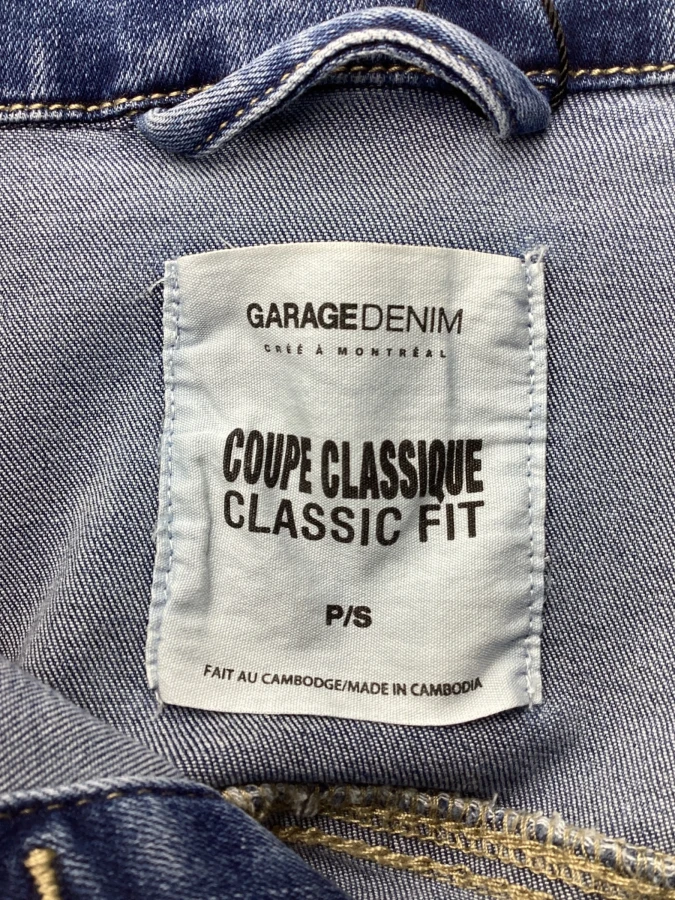 GARAGEDENIM
CRÉÉ À MONTRÉAL
COUPE CLASSIQUE
CLASSIC FIT
P/S
FAIT AU CAMBODGE/MADE IN CAMBODIA